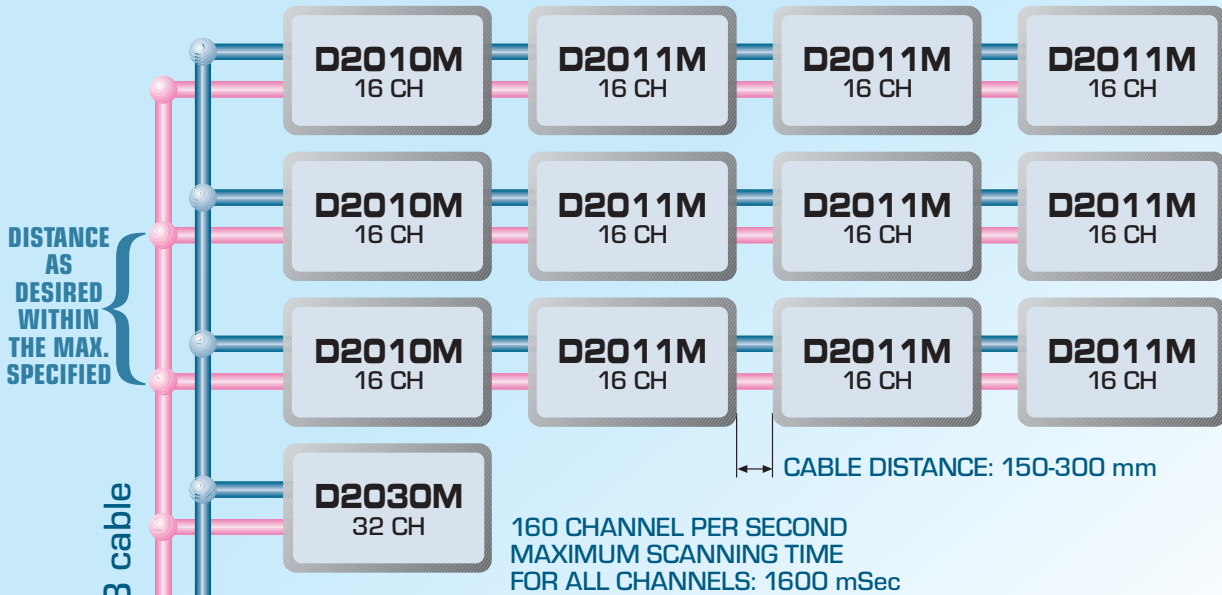 D2010M
16 CH
D2011M
16 CH
D2011M
16 CH
D2011M
16 CH
D2010M
16 CH
D2011M
16 CH
D2011M
16 CH
D2011M
16 CH
DISTANCE
AS
DESIRED
WITHIN
THE MAX.
SPECIFIED
D2010M
16 CH
D2011M
16 CH
D2011M
16 CH
D2011M
16 CH
CABLE DISTANCE: 150-300 mm
D2030M
32 CH
160 CHANNEL PER SECOND
MAXIMUM SCANNING TIME
FOR ALL CHANNELS: 1600 mSec
cable